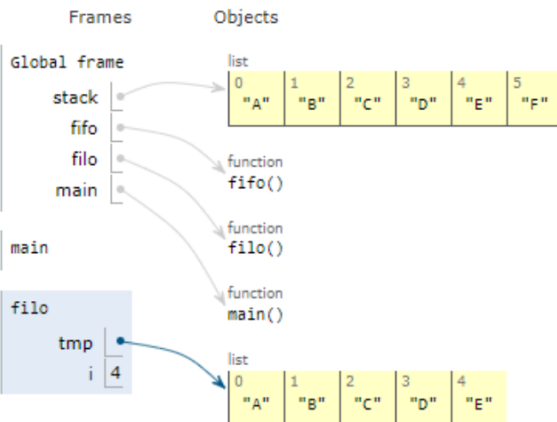 Frames Objects
Global frame
stack
fifo
filo
main
list
0 1 2 3 4 5
"A" "B" "C" "D" "E" "F"
function
fifo()
function
filo()
function
main()
main
filo
tmp
i 4
list
0 1 2 3 4
"A" "B" "C" "D" "E"